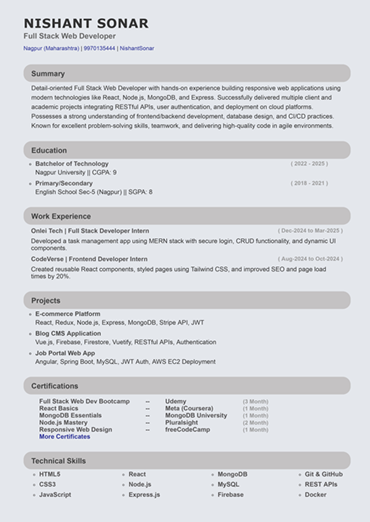 NISHANT SONAR
Full Stack Web Developer
Nagpur (Maharashtra) | 9970135444 | NishantSonar
Summary
Detail-oriented Full Stack Web Developer with hands-on experience building responsive web applications using
modern technologies like React, Node.js, MongoDB, and Express. Successfully delivered multiple client and
academic projects integrating RESTful APIs, user authentication, and deployment on cloud platforms.
Possesses a strong understanding of frontend/backend development, database design, and CI/CD practices.
Known for excellent problem-solving skills, teamwork, and delivering high-quality code in agile environments.
Education
Batchelor of Technology ( 2022 - 2025 )
Nagpur University || CGPA: 9
Primary/Secondary ( 2018 - 2021 )
English School Sec-5 (Nagpur) || SGPA: 8
Work Experience
Onlei Tech | Full Stack Developer Intern ( Dec-2024 to Mar-2025 )
Developed a task management app using MERN stack with secure login, CRUD functionality, and dynamic UI
components.
CodeVerse | Frontend Developer Intern ( Aug-2024 to Oct-2024 )
Created reusable React components, styled pages using Tailwind CSS, and improved SEO and page load
times by 20%.
Projects
E-commerce Platform
React, Redux, Node.js, Express, MongoDB, Stripe API, JWT
Blog CMS Application
Vue.js, Firebase, Firestore, Vuetify, RESTful APIs, Authentication
Job Portal Web App
Angular, Spring Boot, MySQL, JWT Auth, AWS EC2 Deployment
Certifications
Full Stack Web Dev Bootcamp -- Udemy (3 Month)
React Basics -- Meta (Coursera) (1 Month)
MongoDB Essentials -- MongoDB University (1 Month)
Node.js Mastery -- Pluralsight (2 Month)
Responsive Web Design -- freeCodeCamp (1 Month)
More Certificates
Technical Skills
HTML5 React MongoDB Git & GitHub
CSS3 Node.js MySQL REST APIs
JavaScript Express.js Firebase Docker